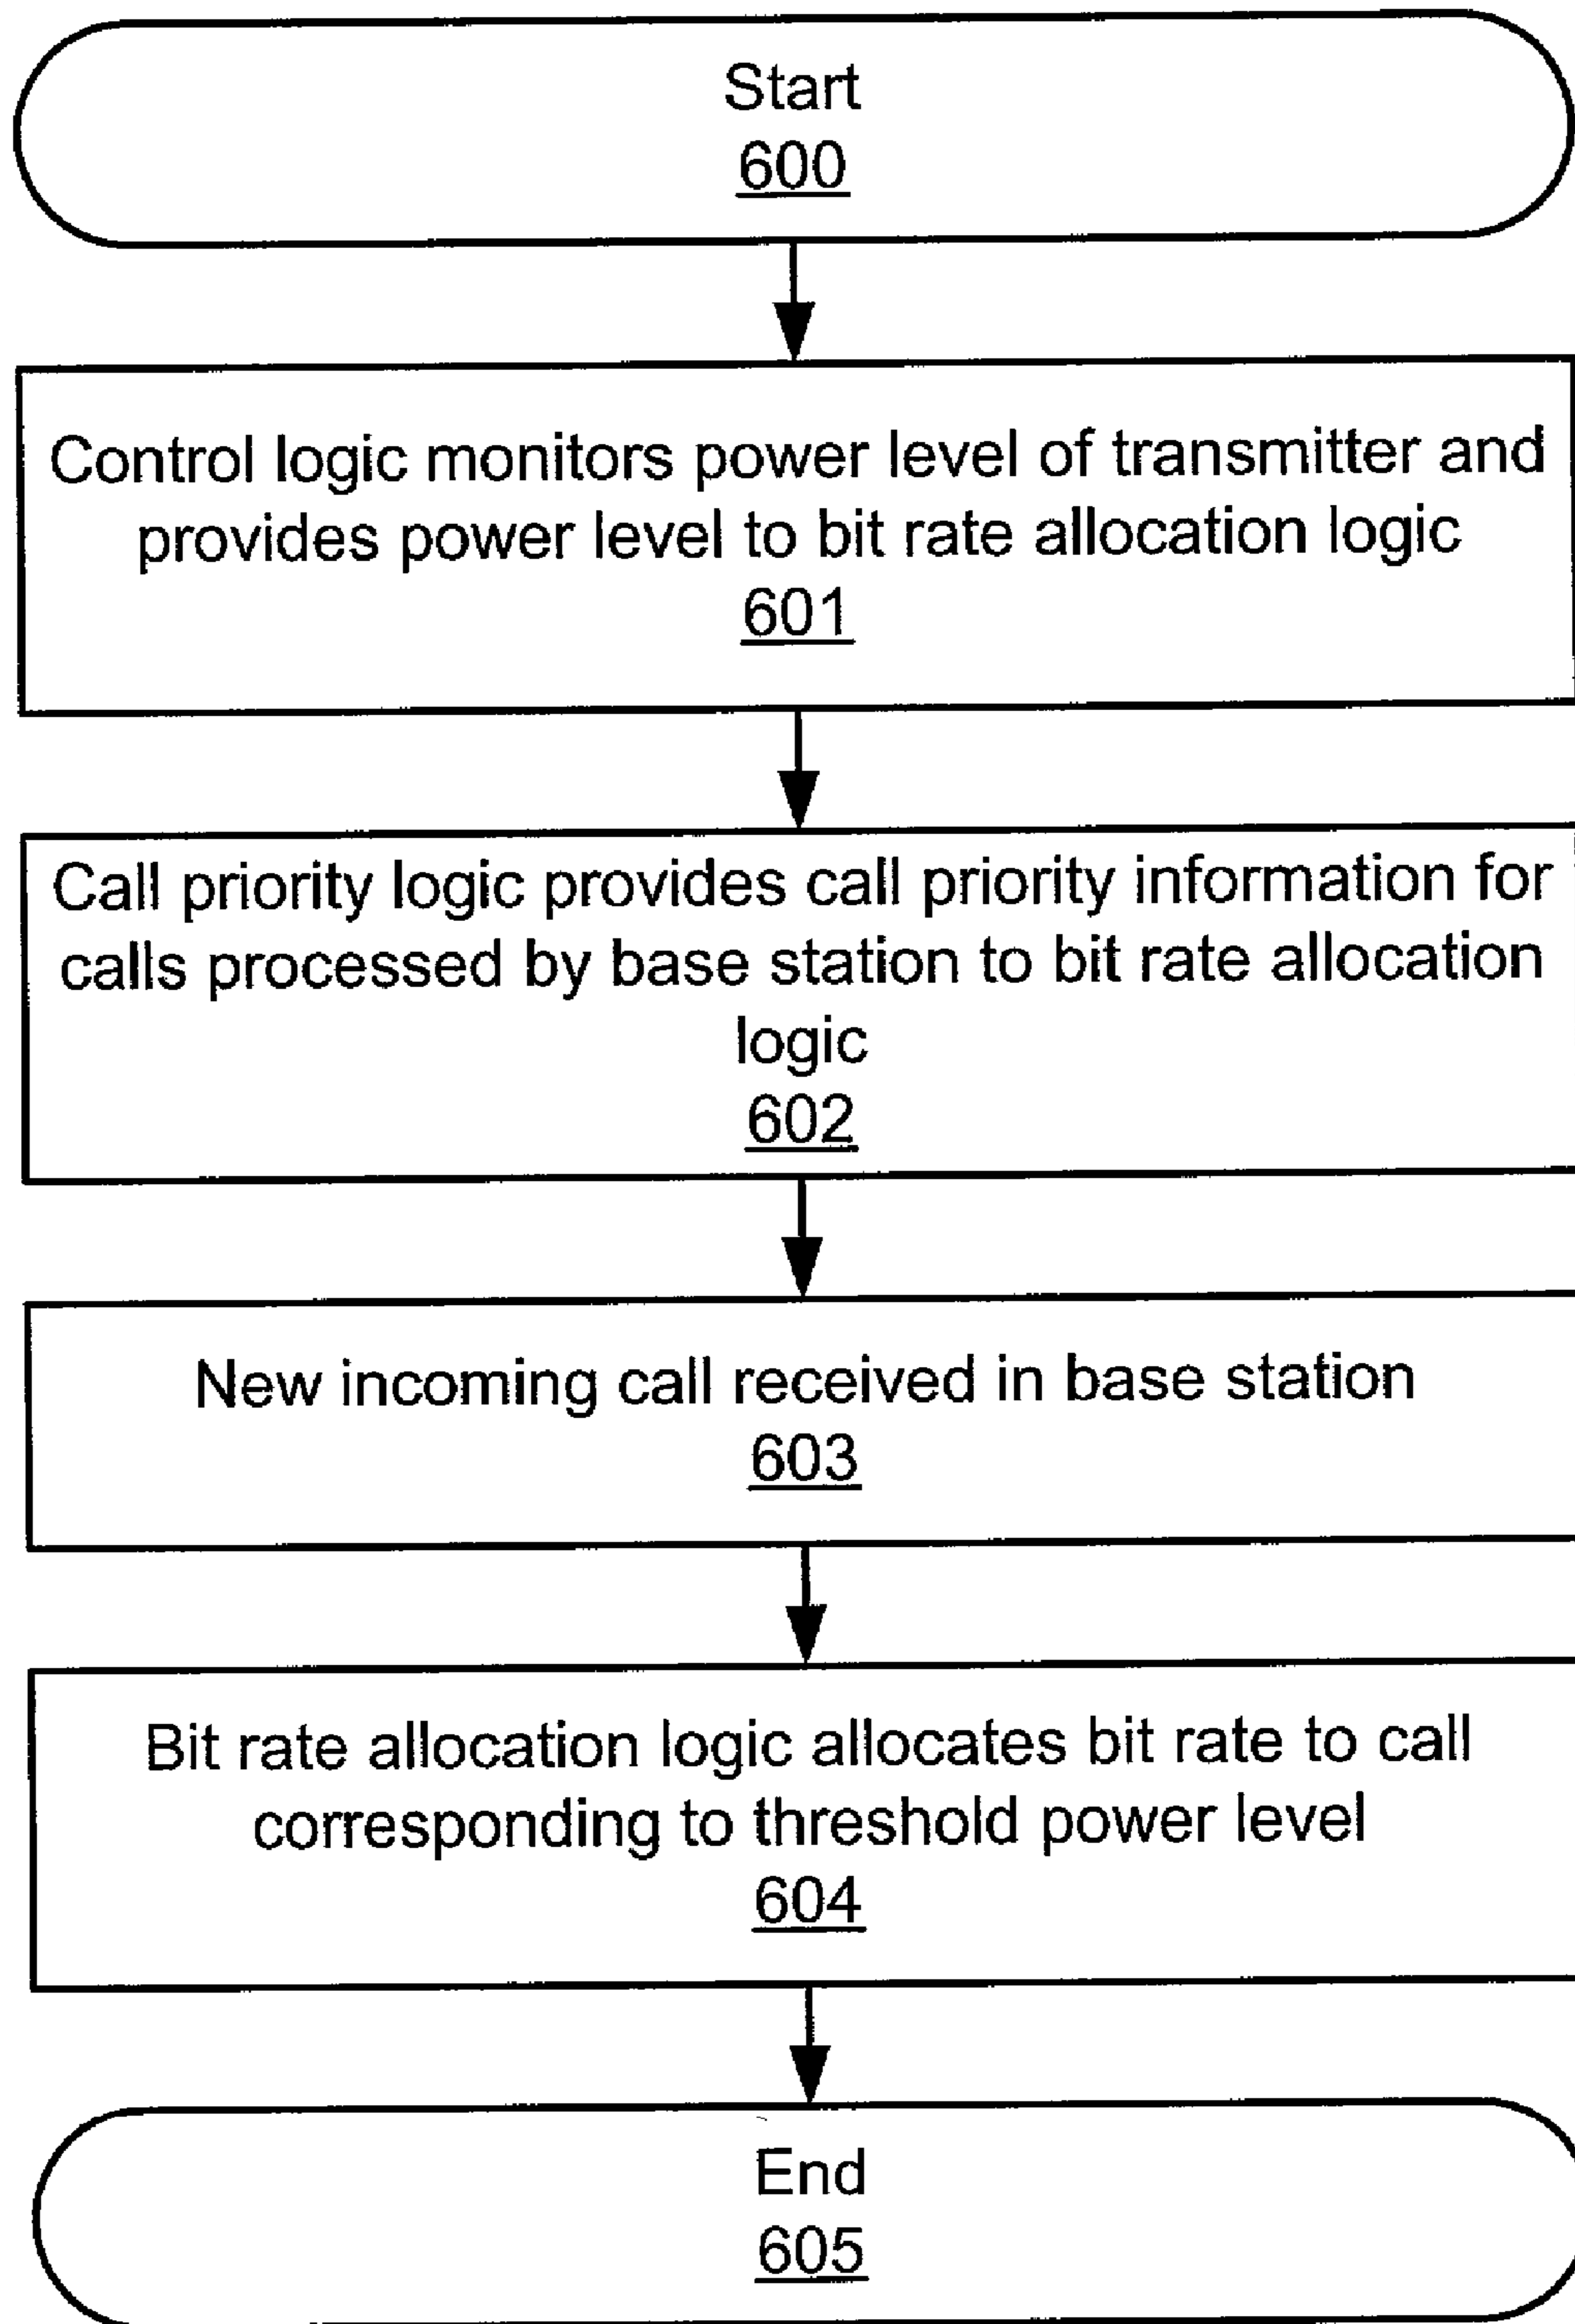 Start
600
Control logic monitors power level of transmitter and
provides power level to bit rate allocation logic
601
Call priority logic provides call priority information for
calls processed by base station to bit rate allocation
logic
602
New incoming call received in base station
603
Bit rate allocation logic allocates bit rate to call
corresponding to threshold power level
604
End
605